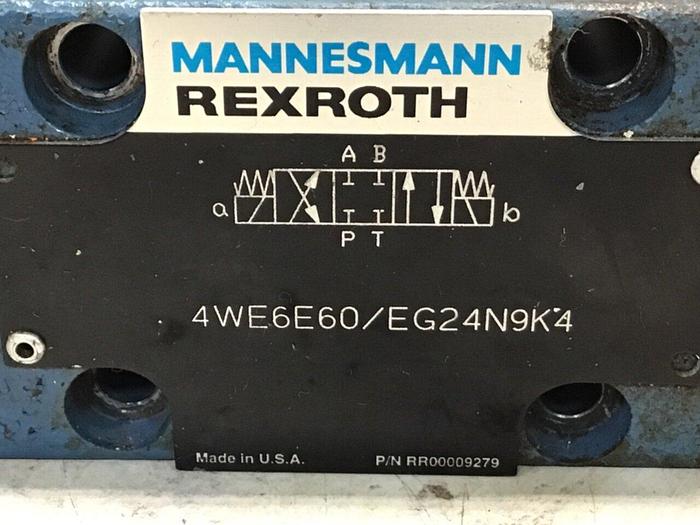 MANNESMANN
REXROTH
A B
a b
P T
4WE6E60/EG24N9K4
Made in U.S.A. P/N RR00009279